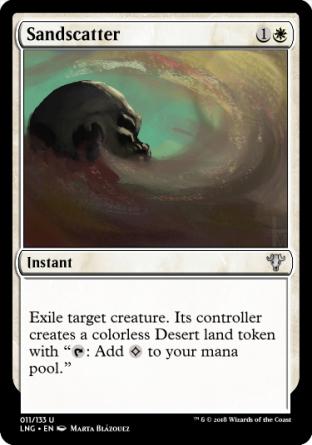 Sandscatter 1
Instant
Exile target creature. Its controller
creates a colorless Desert land token
with “: Add  to your mana
pool.”
011/133 U
LNG • EN MARTA BLÁZOUEZ
™ & © 2018 Wizards of the Coast